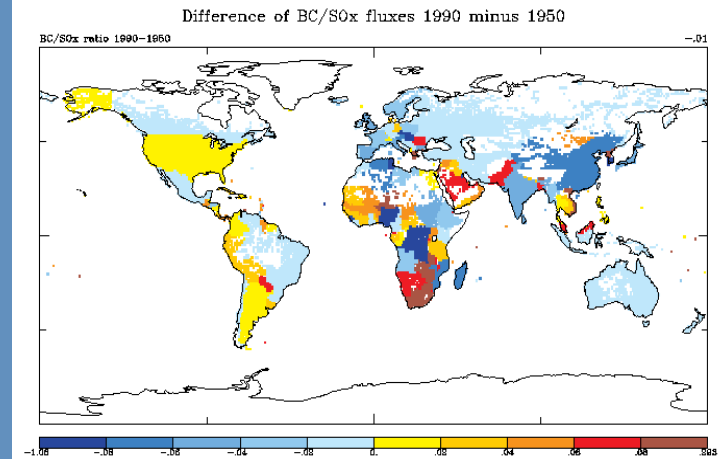 Difference of BC/SOx fluxes 1990 minus 1950
BC/SOx ratio 1990-1950
-.01
-.08 -.06 -.04 -.02 0. .02 .04 .06 .08